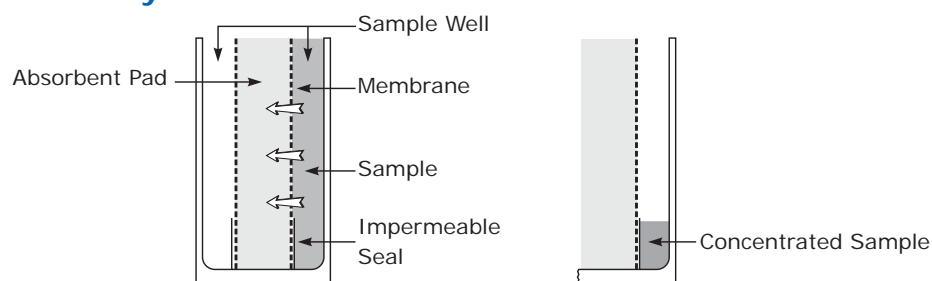 Sample Well
Absorbent Pad
Membrane
Sample
Impermeable
Seal
Concentrated Sample